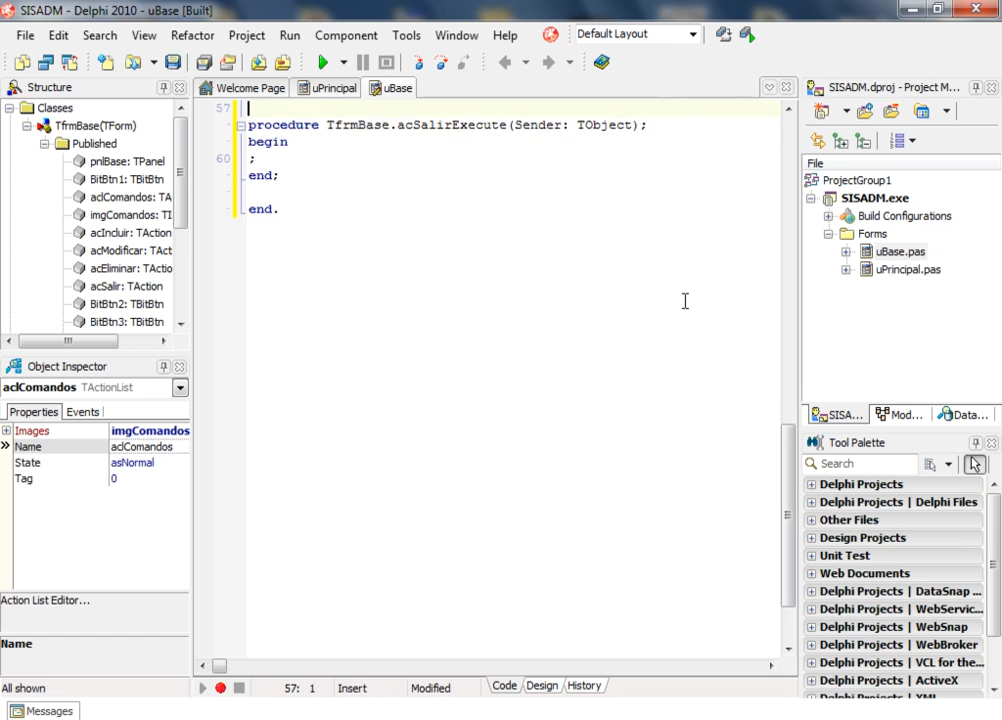 SISADM - Delphi 2010 - uBase [Built]
File Edit Search View Refactor Project Run Component Tools Window Help Default Layout
Structure
Welcome Page uPrincipal uBase
SISADM.dproj - Project M...
Classes
TfrmBase(TForm)
Published
pnlBase: TPanel
BitBtn1: TBitBtn
aclComandos: TA
imgComandos: TI
acIncluir: TAction
acModificar: TAct
acEliminar: TAction
acSalir: TAction
BitBtn2: TBitBtn
BitBtn3: TBitBtn
57
procedure TfrmBase.acSalirExecute(Sender: TObject);
begin
60 ;
end;
end.
File
ProjectGroup1
SISADM.exe
Build Configurations
Forms
uBase.pas
uPrincipal.pas
SISA... Mod... Data...
Object Inspector
aclComandos TActionList
Properties Events
Images imgComandos
Name aclComandos
State asNormal
Tag 0
Action List Editor...
Name
All shown
Tool Palette
Search
Delphi Projects
Delphi Projects | Delphi Files
Other Files
Design Projects
Unit Test
Web Documents
Delphi Projects | DataSnap ...
Delphi Projects | WebServic...
Delphi Projects | WebSnap
Delphi Projects | WebBroker
Delphi Projects | VCL for the...
Delphi Projects | ActiveX
57: 1 Insert Modified Code Design History
Messages